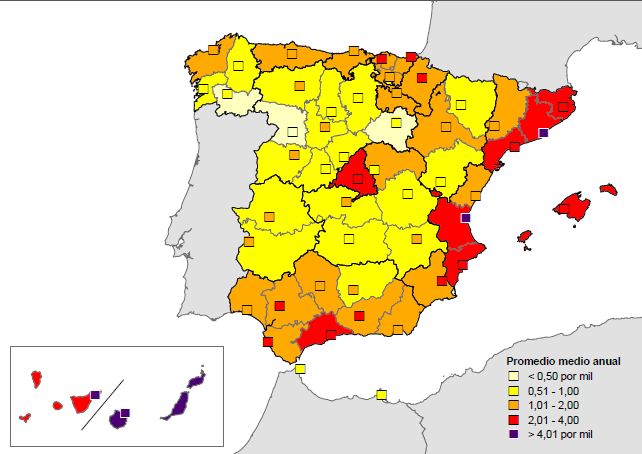 Promedio medio anual
< 0,50 por mil
0,51 - 1,00
1,01 - 2,00
2,01 - 4,00
> 4,01 por mil